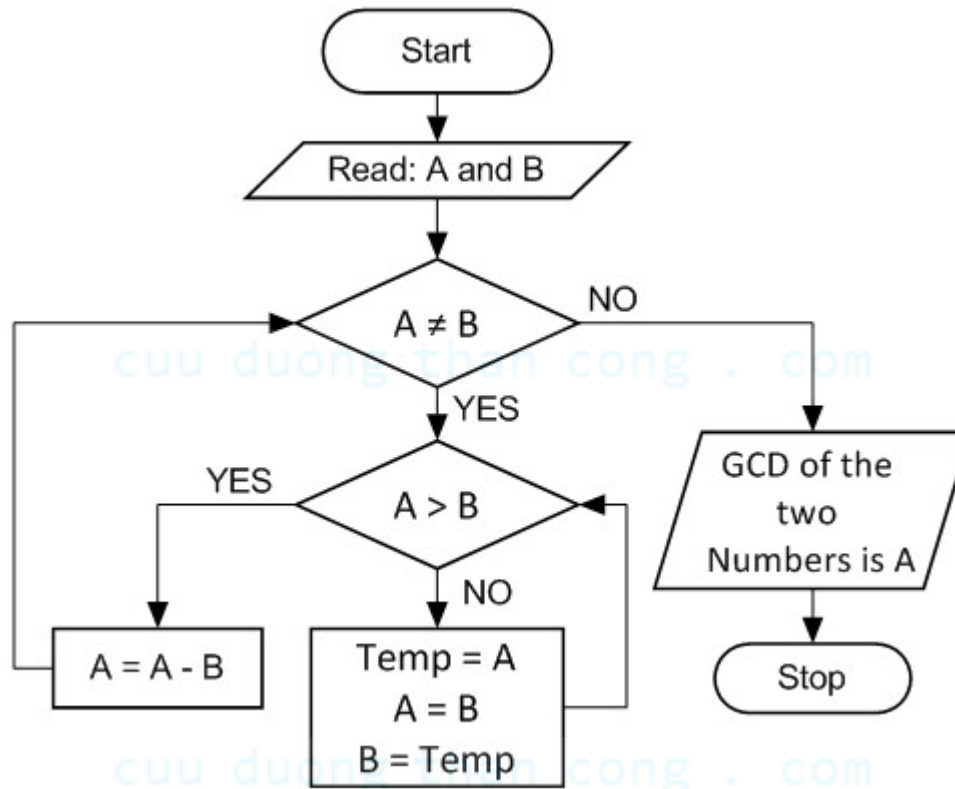 Start
Read: A and B
A ≠ B
NO
cuu duong than cong . com
YES
GCD of the
two
Numbers is A
YES
A > B
NO
A = A - B
Temp = A
A = B
B = Temp
Stop
cuu duong than cong . com